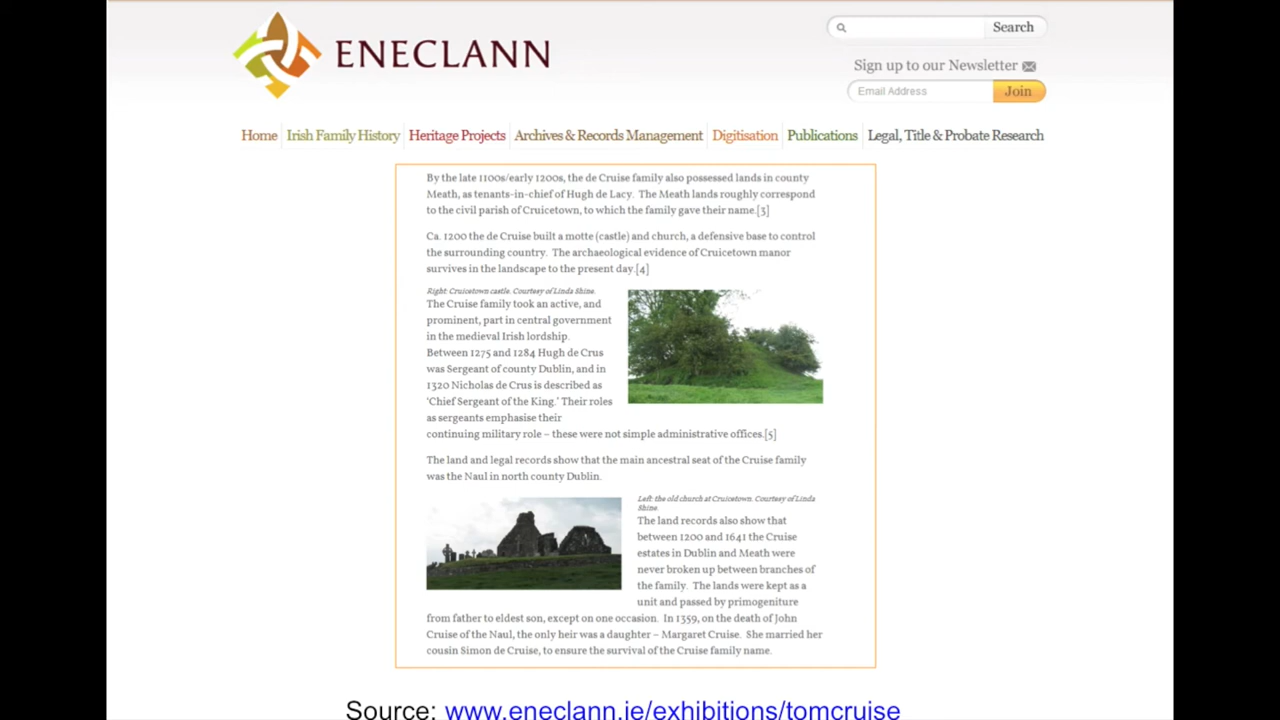 ENECLANN
Search
Sign up to our Newsletter
Email Address
Join
Home
Irish Family History
Heritage Projects
Archives & Records Management
Digitisation
Publications
Legal, Title & Probate Research
By the late 1100s/early 1200s, the de Cruise family also possessed lands in county
Meath, as tenants-in-chief of Hugh de Lacy.  The Meath lands roughly correspond
to the civil parish of Cruicetown, to which the family gave their name.[3]
Ca. 1200 the de Cruise built a motte (castle) and church, a defensive base to control
the surrounding country.  The archaeological evidence of Cruicetown manor
survives in the landscape to the present day.[4]
Right: Cruicetown castle. Courtesy of Linda Shine.
The Cruise family took an active, and
prominent, part in central government
in the medieval Irish lordship.
Between 1275 and 1284 Hugh de Crus
was Sergeant of county Dublin, and in
1320 Nicholas de Crus is described as
‘Chief Sergeant of the King.’ Their roles
as sergeants emphasise their
continuing military role – these were not simple administrative offices.[5]
The land and legal records show that the main ancestral seat of the Cruise family
was the Naul in north county Dublin.
Left: the old church at Cruicetown. Courtesy of Linda
Shine.
The land records also show that
between 1200 and 1641 the Cruise
estates in Dublin and Meath were
never broken up between branches of
the family.  The lands were kept as a
unit and passed by primogeniture
from father to eldest son, except on one occasion.  In 1359, on the death of John
Cruise of the Naul, the only heir was a daughter – Margaret Cruise.  She married her
cousin Simon de Cruise, to ensure the survival of the Cruise family name.
Source: www.eneclann.ie/exhibitions/tomcruise